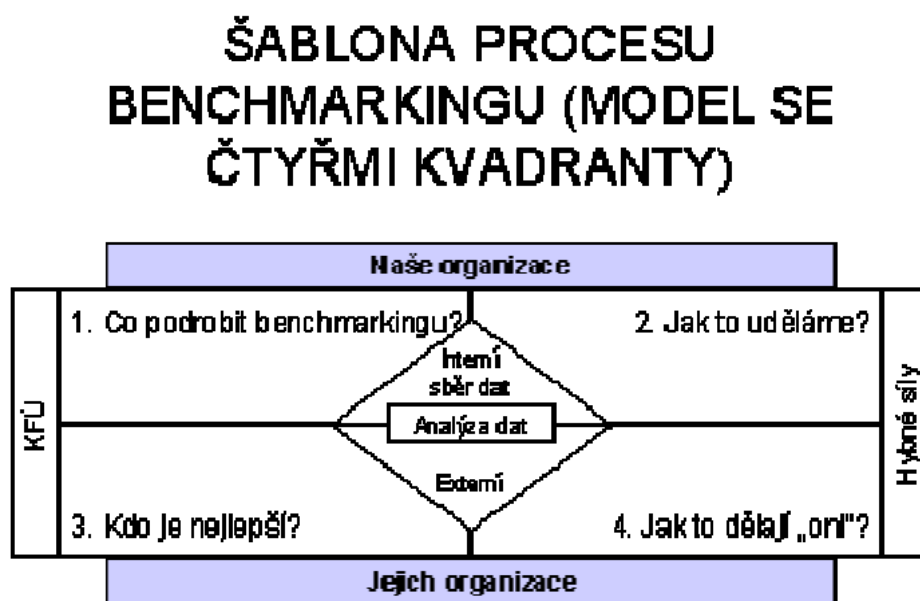 ŠABLONA PROCESU
BENCHMARKINGU (MODEL SE
ČTYŘMI KVADRANTY)
Naše organizace
1. Co podrobit benchmarkingu?
2. Jak to uděláme?
Interní
sběr dat
KFÚ
Analýza dat
Hybné síly
Externí
3. Kdo je nejlepší?
4. Jak to dělají „oni"?
Jejich organizace